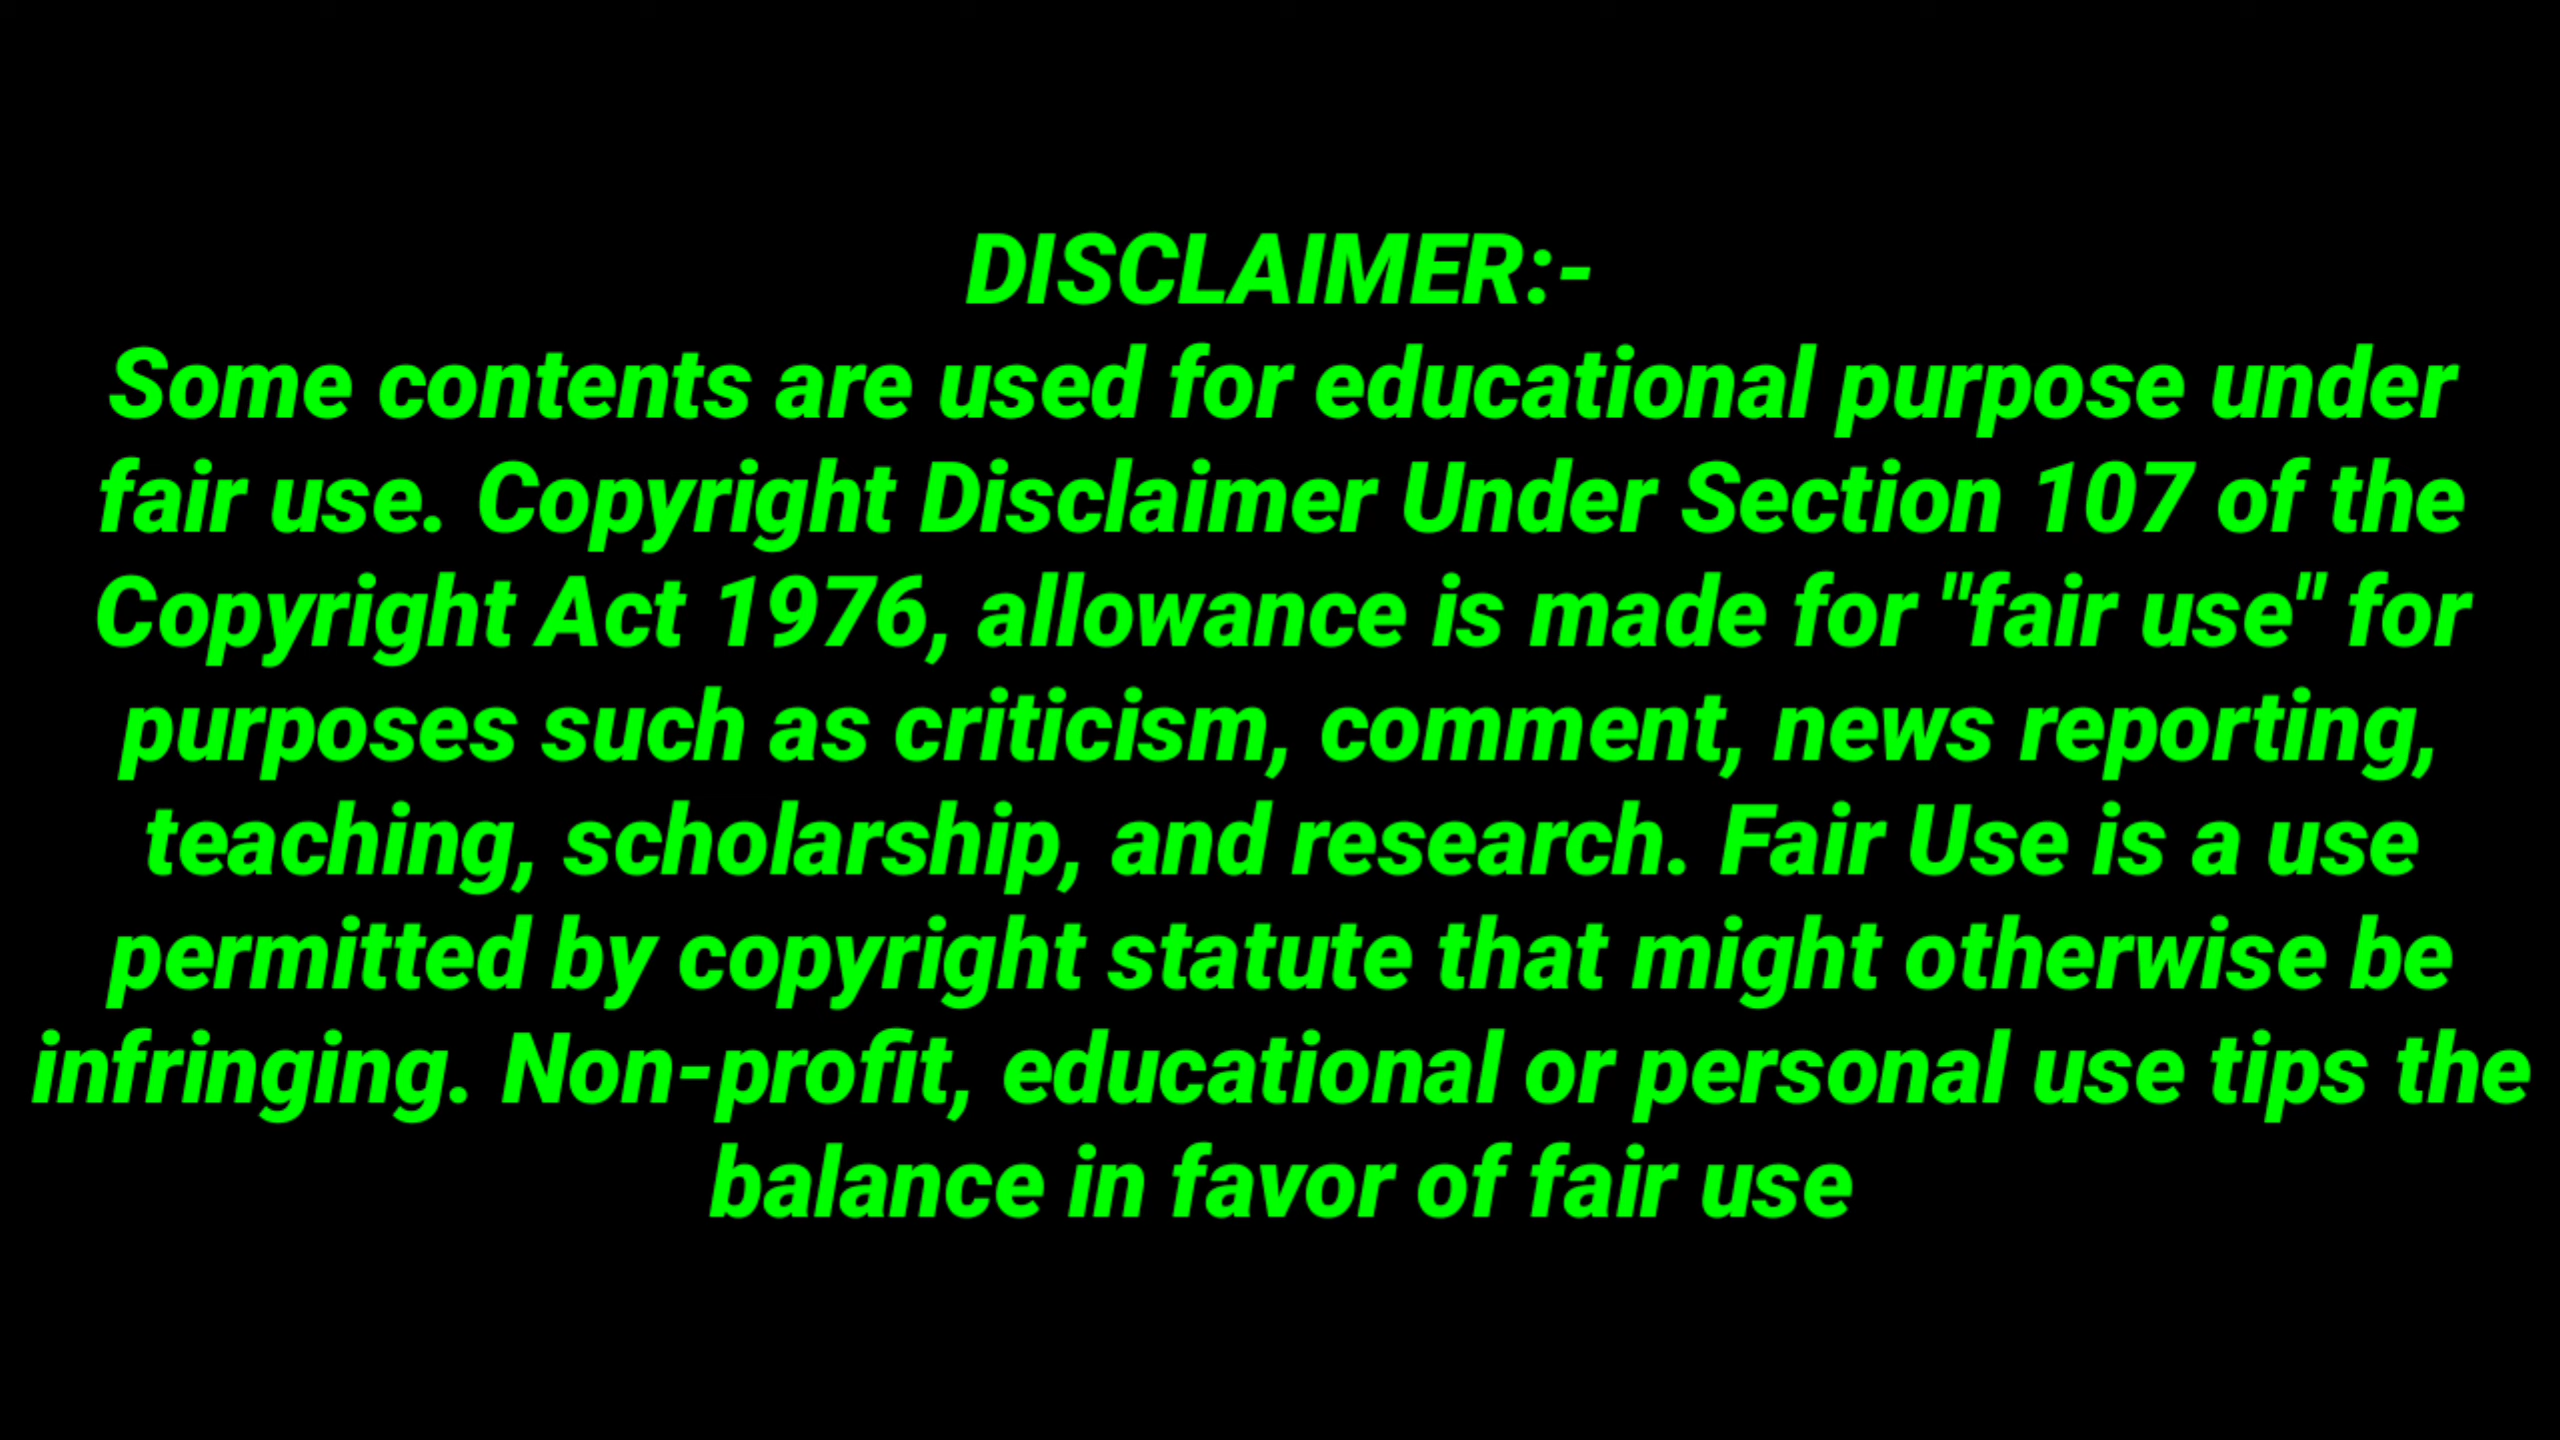 DISCLAIMER:-
Some contents are used for educational purpose under
fair use. Copyright Disclaimer Under Section 107 of the
Copyright Act 1976, allowance is made for "fair use" for
purposes such as criticism, comment, news reporting,
teaching, scholarship, and research. Fair Use is a use
permitted by copyright statute that might otherwise be
infringing. Non-profit, educational or personal use tips the
balance in favor of fair use